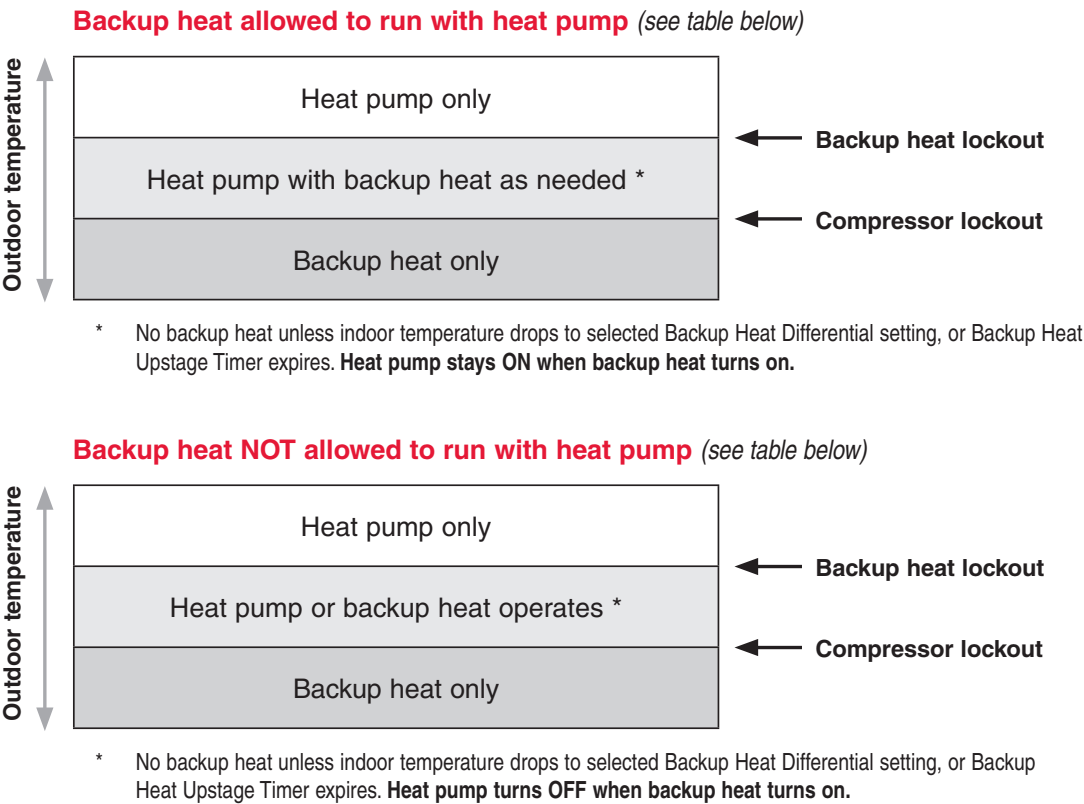 Backup heat allowed to run with heat pump (see table below)
Outdoor temperature
Heat pump only
Backup heat lockout
Heat pump with backup heat as needed *
Compressor lockout
Backup heat only
* No backup heat unless indoor temperature drops to selected Backup Heat Differential setting, or Backup Heat
Upstage Timer expires. Heat pump stays ON when backup heat turns on.
Backup heat NOT allowed to run with heat pump (see table below)
Outdoor temperature
Heat pump only
Backup heat lockout
Heat pump or backup heat operates *
Compressor lockout
Backup heat only
* No backup heat unless indoor temperature drops to selected Backup Heat Differential setting, or Backup
Heat Upstage Timer expires. Heat pump turns OFF when backup heat turns on.